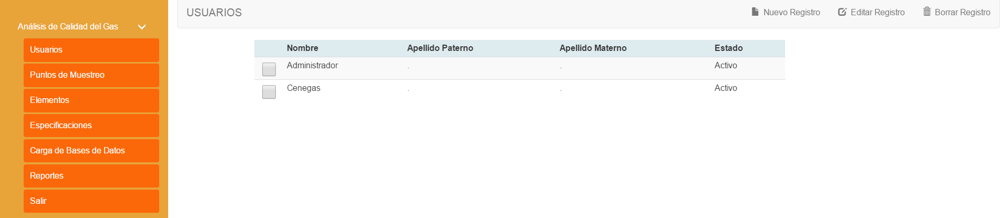 Análisis de Calidad del Gas
Usuarios
Puntos de Muestreo
Elementos
Especificaciones
Carga de Bases de Datos
Reportes
Salir
USUARIOS
Nuevo Registro Editar Registro Borrar Registro
Nombre Apellido Paterno Apellido Materno Estado
Administrador . . Activo
Cenegas . . Activo